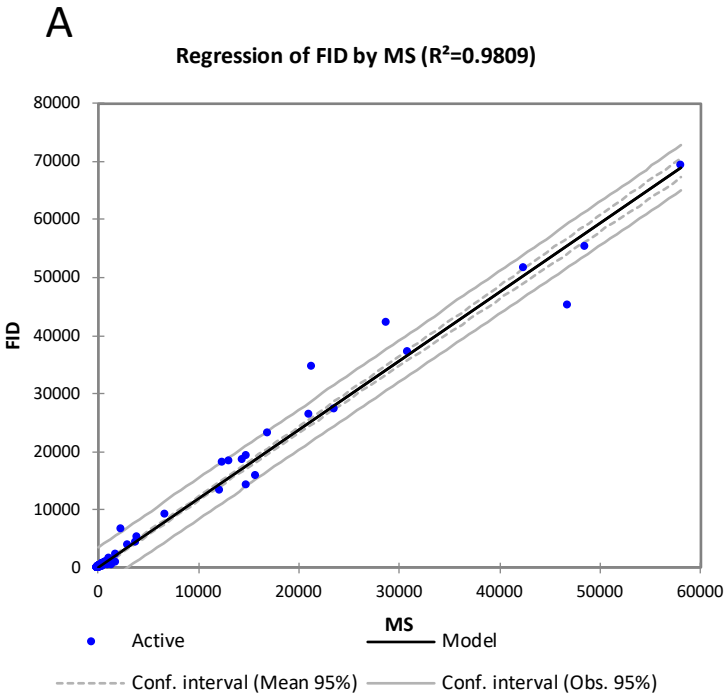 A
Regression of FID by MS (R²=0.9809)
80000
70000
60000
50000
40000
30000
20000
10000
0
FID
0 10000 20000 30000 40000 50000 60000
MS
Active Model
Conf. interval (Mean 95%) Conf. interval (Obs. 95%)